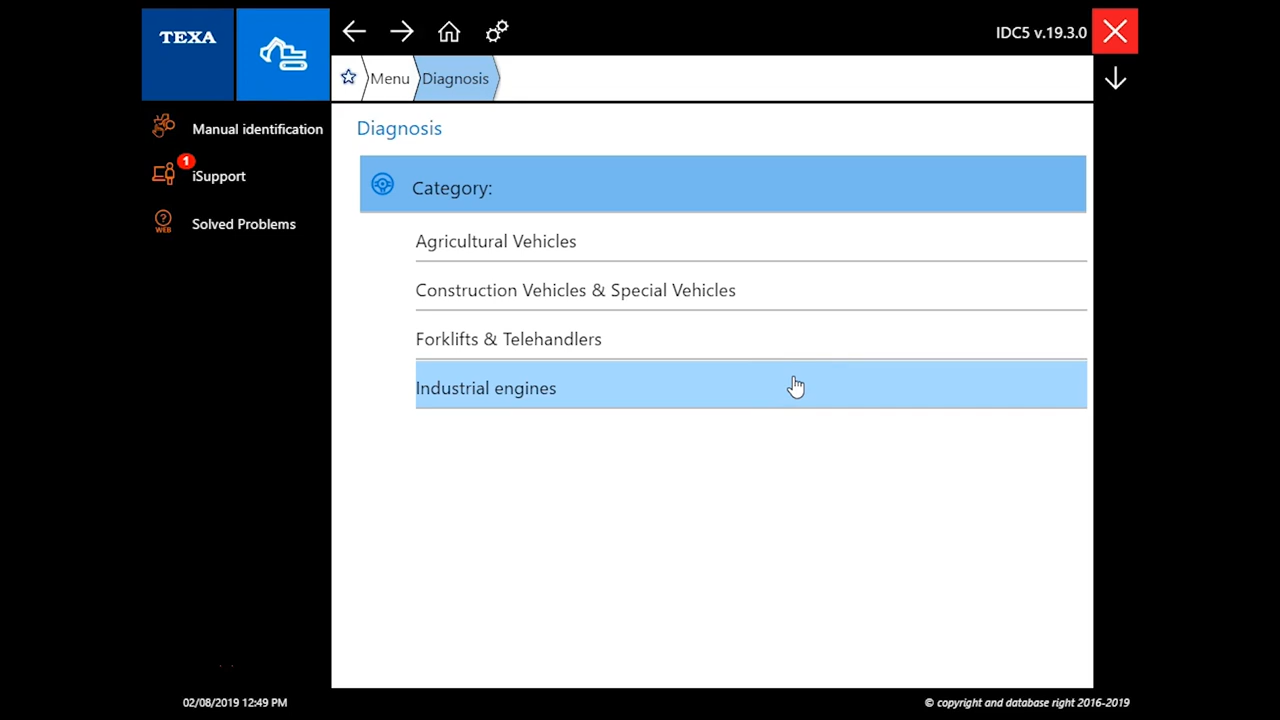 TEXA
IDC5 v.19.3.0
Menu
Diagnosis
Manual identification
1
iSupport
WEB
Solved Problems
Diagnosis
Category:
Agricultural Vehicles
Construction Vehicles & Special Vehicles
Forklifts & Telehandlers
Industrial engines
02/08/2019 12:49 PM
© copyright and database right 2016-2019